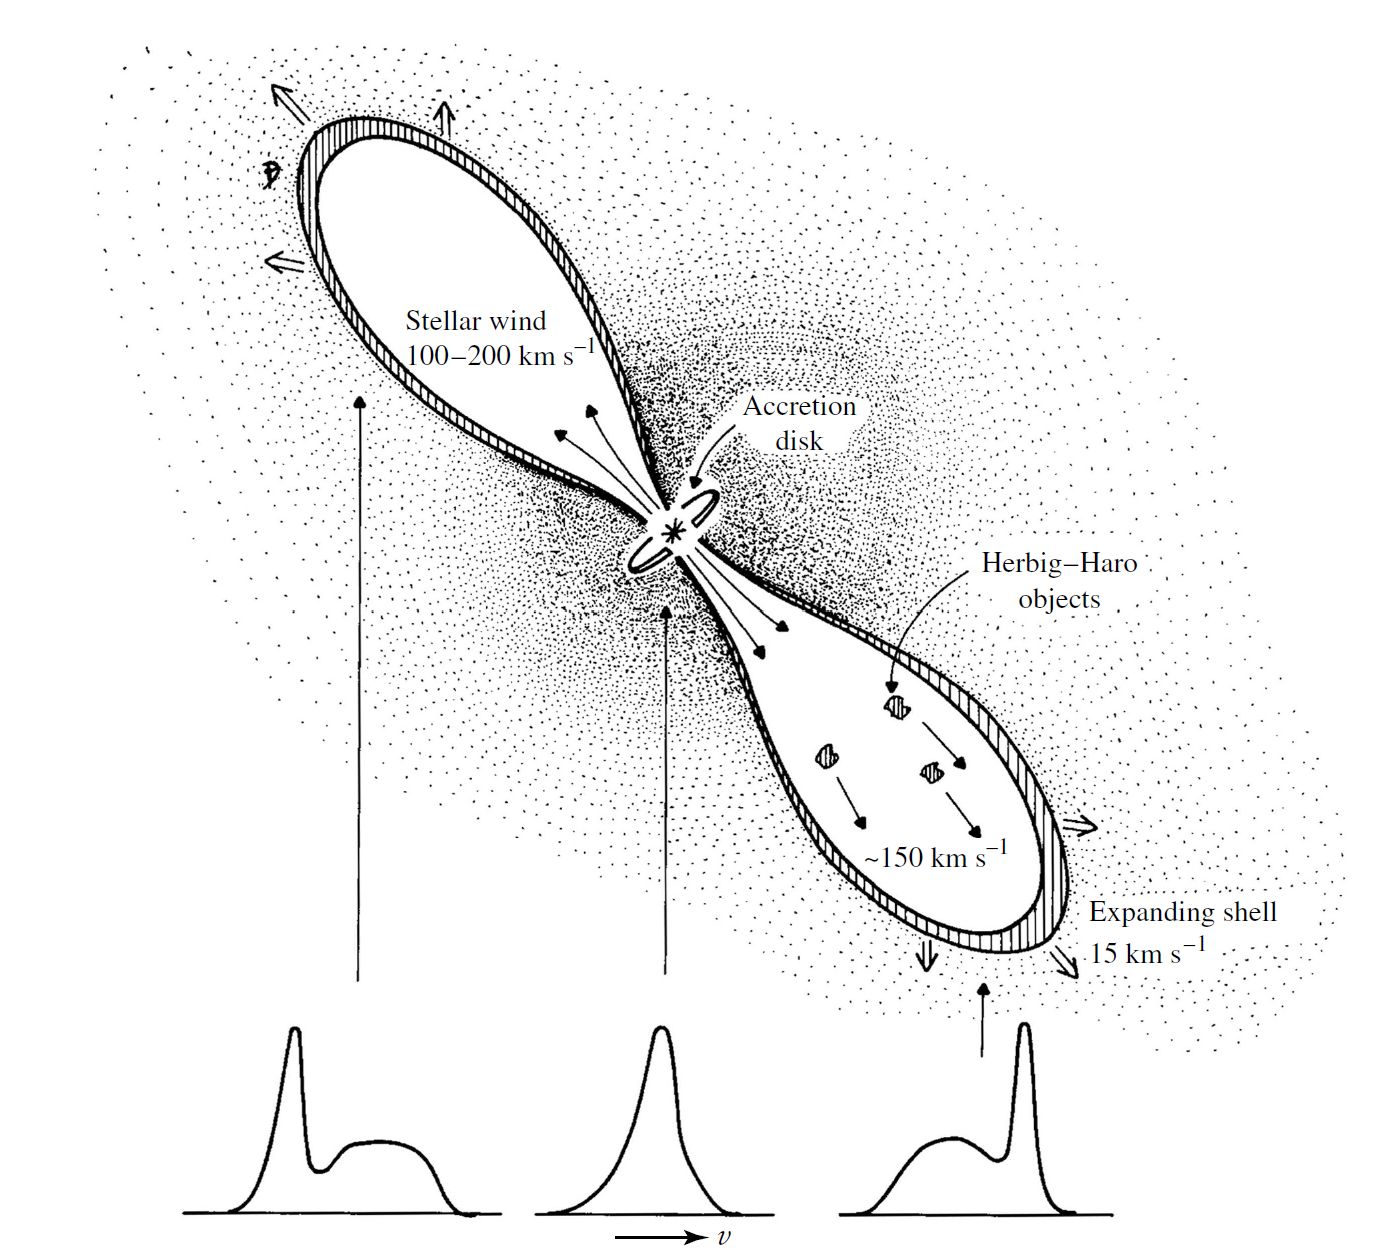 Stellar wind
100–200 km s⁻¹
Accretion
disk
Herbig–Haro
objects
~150 km s⁻¹
Expanding shell
15 km s⁻¹
v